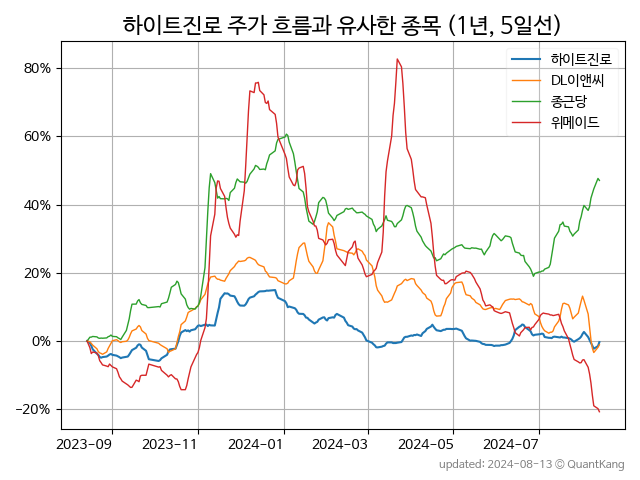 하이트진로 주가 흐름과 유사한 종목 (1년, 5일선)
하이트진로
DL이앤씨
종근당
위메이드
80%
60%
40%
20%
0%
−20%
2023-09 2023-11 2024-01 2024-03 2024-05 2024-07
updated: 2024-08-13 © QuantKang